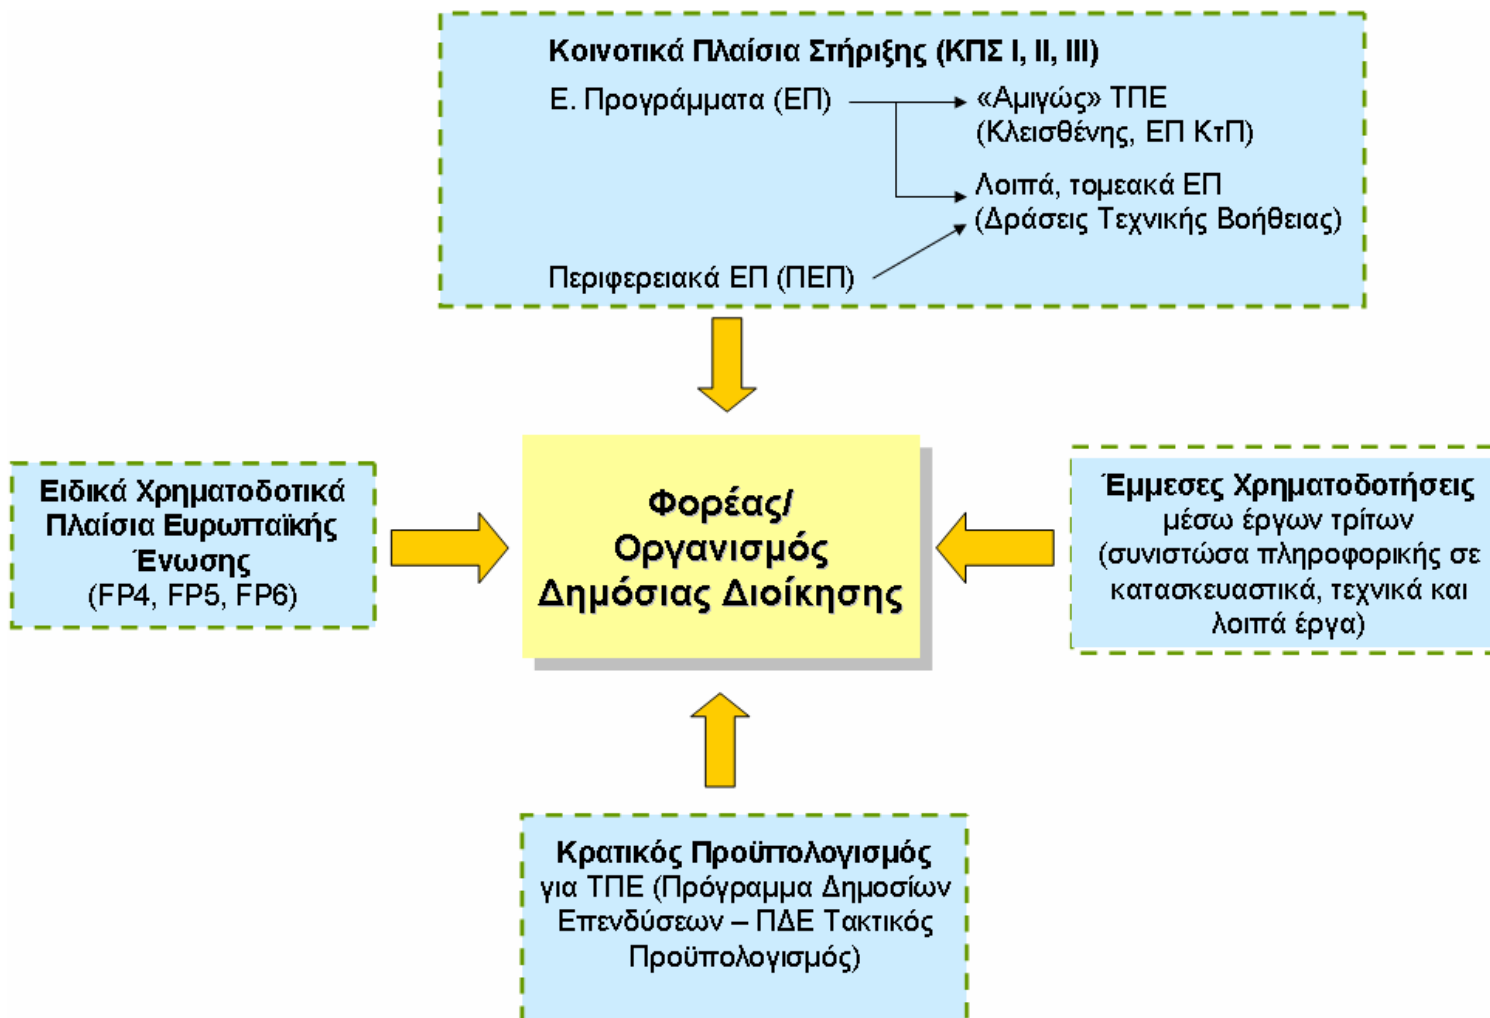 Κοινοτικά Πλαίσια Στήριξης (ΚΠΣ Ι, ΙΙ, ΙΙΙ)
Ε. Προγράμματα (ΕΠ)
«Αμιγώς» ΤΠΕ
(Κλεισθένης, ΕΠ ΚτΠ)
Λοιπά, τομεακά ΕΠ
(Δράσεις Τεχνικής Βοήθειας)
Περιφερειακά ΕΠ (ΠΕΠ)
Ειδικά Χρηματοδοτικά
Πλαίσια Ευρωπαϊκής
Ένωσης
(FP4, FP5, FP6)
Φορέας/
Οργανισμός
Δημόσιας Διοίκησης
Έμμεσες Χρηματοδοτήσεις
μέσω έργων τρίτων
(συνιστώσα πληροφορικής σε
κατασκευαστικά, τεχνικά και
λοιπά έργα)
Κρατικός Προϋπολογισμός
για ΤΠΕ (Πρόγραμμα Δημοσίων
Επενδύσεων – ΠΔΕ Τακτικός
Προϋπολογισμός)